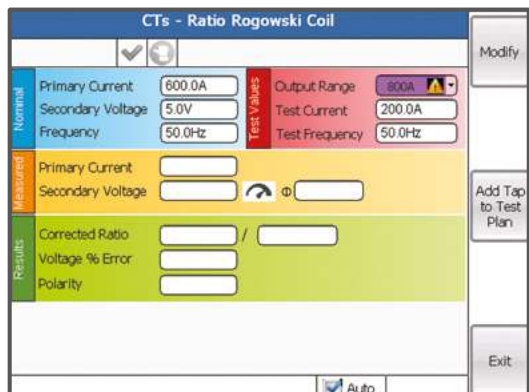 CTs - Ratio Rogowski Coil
Modify
Nominal
Primary Current 600.0A
Secondary Voltage 5.0V
Frequency 50.0Hz
Test Values
Output Range 800A
Test Current 200.0A
Test Frequency 50.0Hz
Measured
Primary Current
Secondary Voltage Φ
Add Tap
to Test
Plan
Results
Corrected Ratio /
Voltage % Error
Polarity
Exit
Auto